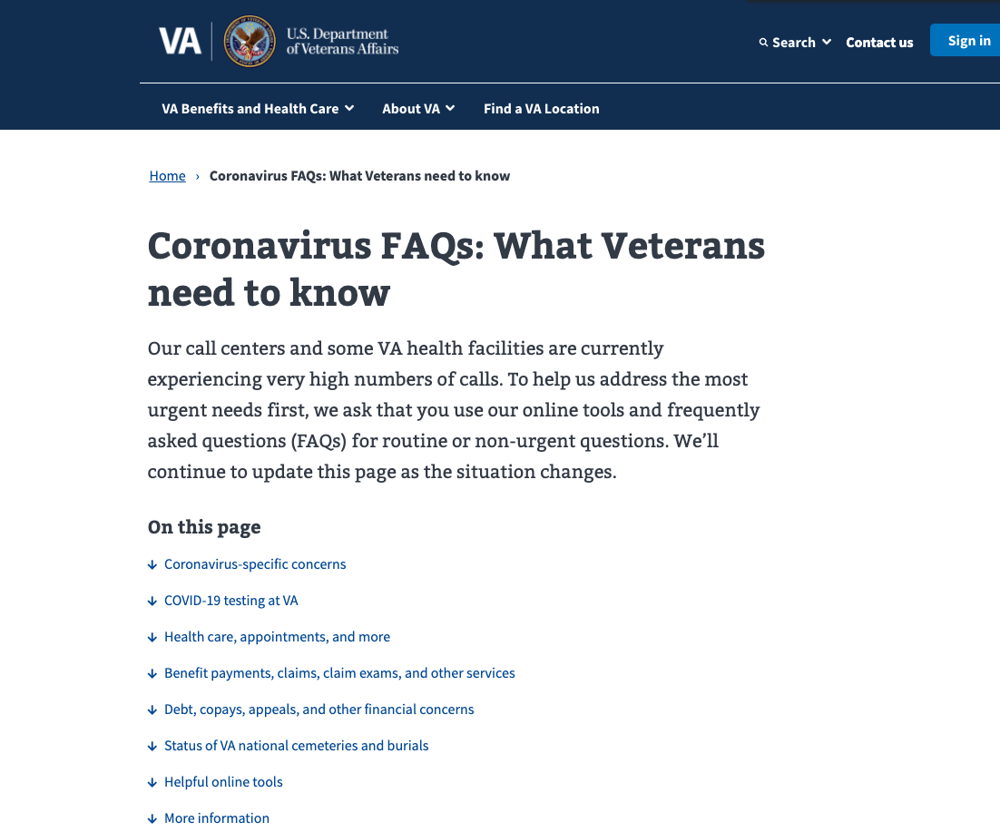 VA
U.S. Department
of Veterans Affairs
Search
Contact us
Sign in
VA Benefits and Health Care
About VA
Find a VA Location
Home › Coronavirus FAQs: What Veterans need to know
Coronavirus FAQs: What Veterans
need to know
Our call centers and some VA health facilities are currently
experiencing very high numbers of calls. To help us address the most
urgent needs first, we ask that you use our online tools and frequently
asked questions (FAQs) for routine or non-urgent questions. We’ll
continue to update this page as the situation changes.
On this page
Coronavirus-specific concerns
COVID-19 testing at VA
Health care, appointments, and more
Benefit payments, claims, claim exams, and other services
Debt, copays, appeals, and other financial concerns
Status of VA national cemeteries and burials
Helpful online tools
More information